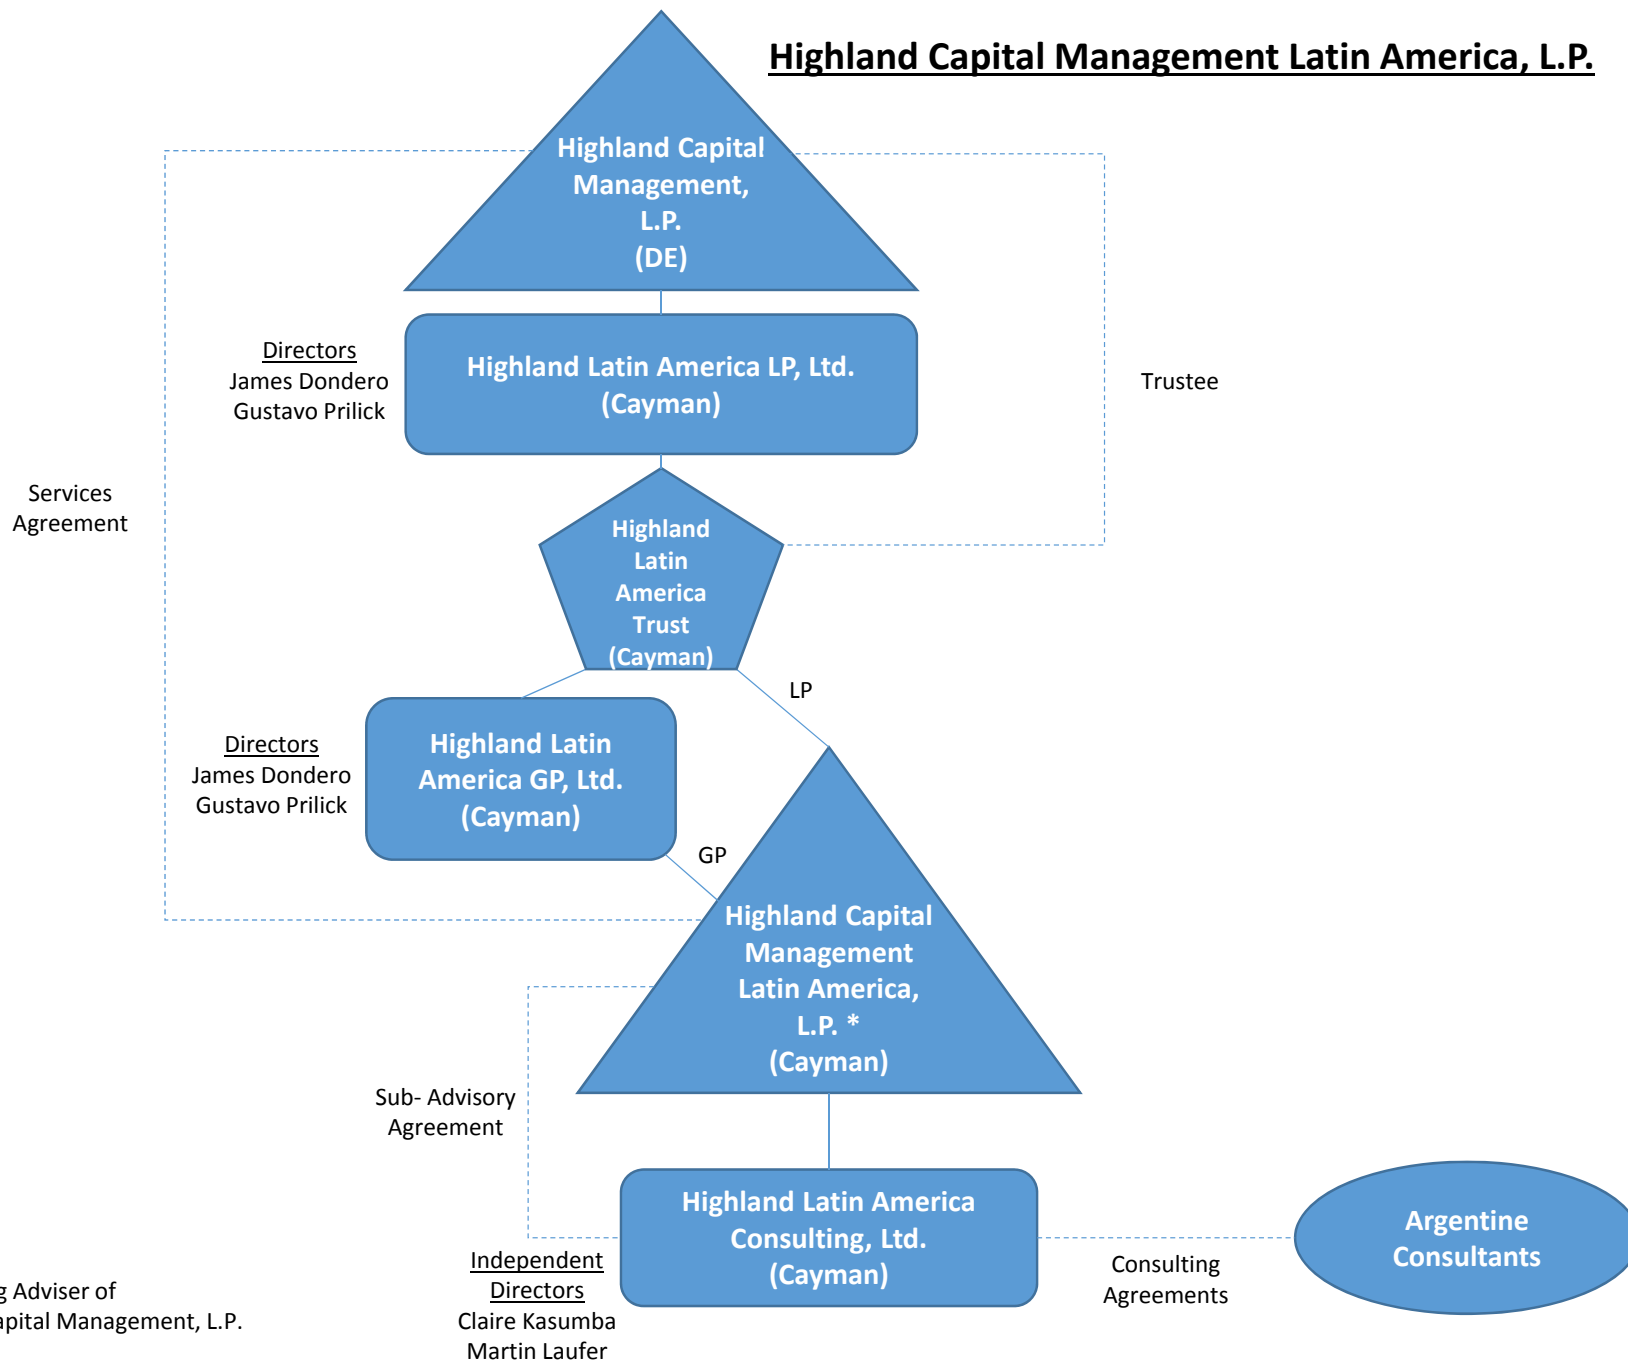 Highland Capital Management Latin America, L.P.
Highland Capital
Management,
L.P.
(DE)
Directors
James Dondero
Gustavo Prilick
Highland Latin America LP, Ltd.
(Cayman)
Trustee
Services
Agreement
Highland
Latin
America
Trust
(Cayman)
LP
Directors
James Dondero
Gustavo Prilick
Highland Latin
America GP, Ltd.
(Cayman)
GP
Highland Capital
Management
Latin America,
L.P. *
(Cayman)
Sub- Advisory
Agreement
Highland Latin America
Consulting, Ltd.
(Cayman)
Argentine
Consultants
Consulting
Agreements
Independent
Directors
Claire Kasumba
Martin Laufer
Adviser of
Management, L.P.